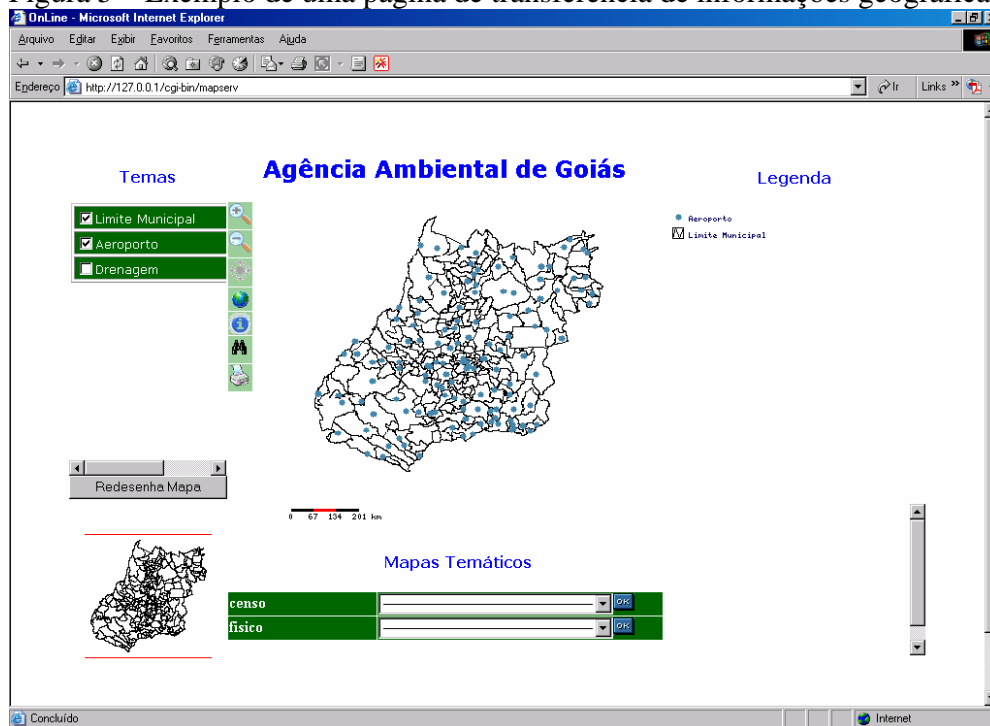 Figura 3 – Exemplo de uma página de transferência de informações geográficas
OnLine - Microsoft Internet Explorer
Arquivo Editar Exibir Favoritos Ferramentas Ajuda
Endereço http://127.0.0.1/cgi-bin/mapserv Ir Links »
Agência Ambiental de Goiás
Temas
Legenda
Limite Municipal
Aeroporto
Drenagem
Aeroporto
Limite Municipal
Redesenha Mapa
0 67 134 201 km
Mapas Temáticos
censo OK
fisico OK
Concluído Internet